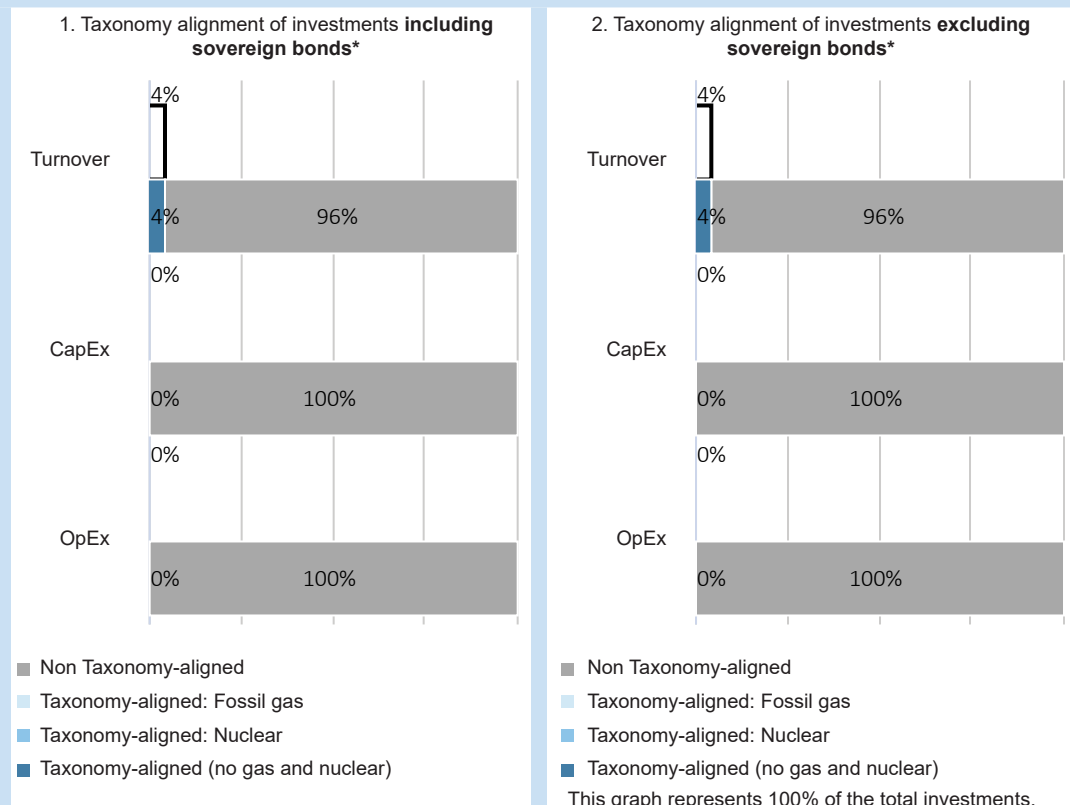 1. Taxonomy alignment of investments including
sovereign bonds*
4%
Turnover
4% 96%
0%
CapEx
0% 100%
0%
OpEx
0% 100%
Non Taxonomy-aligned
Taxonomy-aligned: Fossil gas
Taxonomy-aligned: Nuclear
Taxonomy-aligned (no gas and nuclear)
2. Taxonomy alignment of investments excluding
sovereign bonds*
4%
Turnover
4% 96%
0%
CapEx
0% 100%
0%
OpEx
0% 100%
Non Taxonomy-aligned
Taxonomy-aligned: Fossil gas
Taxonomy-aligned: Nuclear
Taxonomy-aligned (no gas and nuclear)
This graph represents 100% of the total investments.